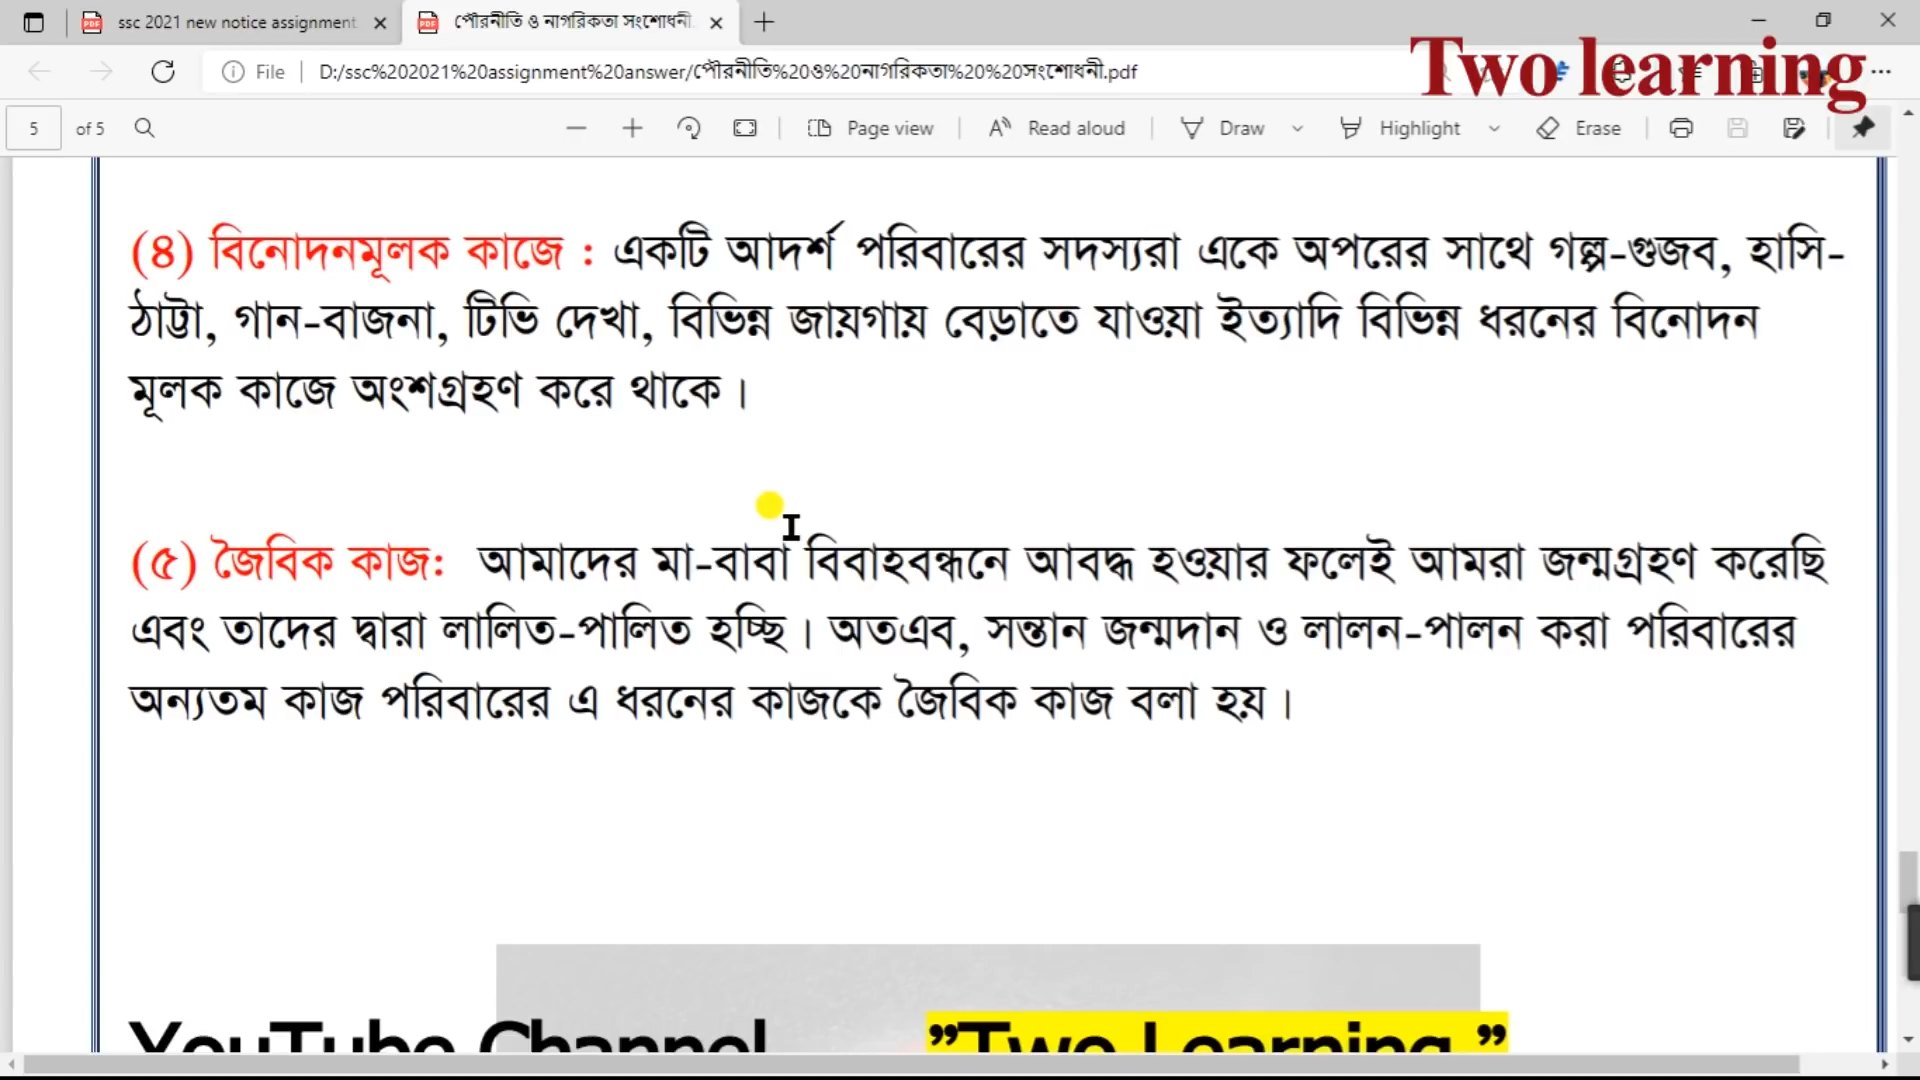 ssc 2021 new notice assignment
পৌরনীতি ও নাগরিকতা সংশোধনী
File
D:/ssc%202021%20assignment%20answer/পৌরনীতি%20ও%20নাগরিকতা%20%20সংশোধনী.pdf
Two learning
5 of 5
Page view
Read aloud
Draw
Highlight
Erase
(৪) বিনোদনমূলক কাজে : একটি আদর্শ পরিবারের সদস্যরা একে অপরের সাথে গল্প-গুজব, হাসি-
ঠাট্টা, গান-বাজনা, টিভি দেখা, বিভিন্ন জায়গায় বেড়াতে যাওয়া ইত্যাদি বিভিন্ন ধরনের বিনোদন
মূলক কাজে অংশগ্রহণ করে থাকে।
(৫) জৈবিক কাজ: আমাদের মা-বাবা বিবাহবন্ধনে আবদ্ধ হওয়ার ফলেই আমরা জন্মগ্রহণ করেছি
এবং তাদের দ্বারা লালিত-পালিত হচ্ছি। অতএব, সন্তান জন্মদান ও লালন-পালন করা পরিবারের
অন্যতম কাজ পরিবারের এ ধরনের কাজকে জৈবিক কাজ বলা হয়।
YouTube Channel ”Two Learning ”